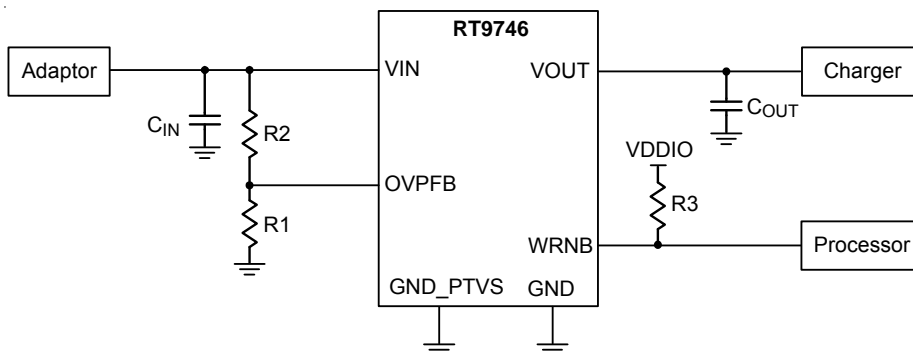 RT9746
Adaptor
VIN
VOUT
Charger
CIN
R2
COUT
VDDIO
OVPFB
R3
R1
WRNB
Processor
GND_PTVS
GND